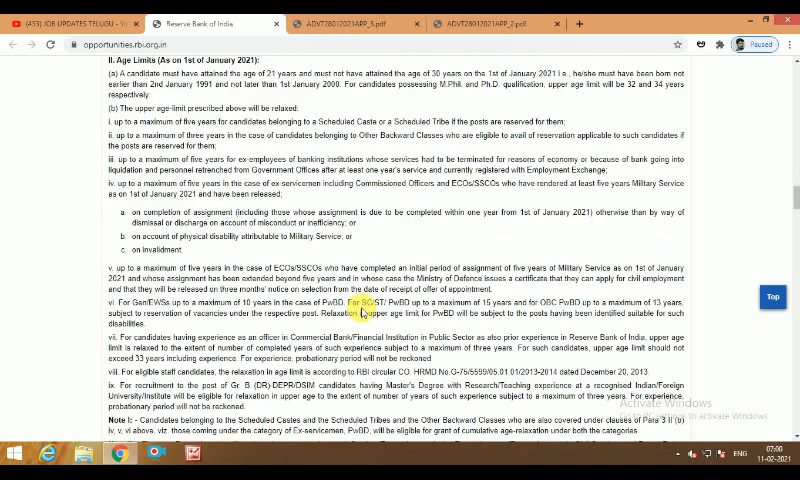 (453) JOB UPDATES TELUGU - Yo
Reserve Bank of India
ADVT28012021APP_3.pdf
ADVT28012021APP_2.pdf
opportunities.rbi.org.in
Paused
II. Age Limits (As on 1st of January 2021):
(a) A candidate must have attained the age of 21 years and must not have attained the age of 30 years on the 1st of January 2021 i.e., he/she must have been born not
earlier than 2nd January 1991 and not later than 1st January 2000. For candidates possessing M.Phil. and Ph.D. qualification, upper age limit will be 32 and 34 years
respectively.
(b) The upper age-limit prescribed above will be relaxed:
i. up to a maximum of five years for candidates belonging to a Scheduled Caste or a Scheduled Tribe if the posts are reserved for them;
ii. up to a maximum of three years in the case of candidates belonging to Other Backward Classes who are eligible to avail of reservation applicable to such candidates if
the posts are reserved for them;
iii. up to a maximum of five years for ex-employees of banking institutions whose services had to be terminated for reasons of economy or because of bank going into
liquidation and personnel retrenched from Government Offices after at least one year's service and currently registered with Employment Exchange;
iv. up to a maximum of five years in the case of ex-servicemen including Commissioned Officers and ECOs/SSCOs who have rendered at least five years Military Service
as on 1st of January 2021 and have been released;
a. on completion of assignment (including those whose assignment is due to be completed within one year from 1st of January 2021) otherwise than by way of
dismissal or discharge on account of misconduct or inefficiency; or
b. on account of physical disability attributable to Military Service; or
c. on invalidment.
v. up to a maximum of five years in the case of ECOs/SSCOs who have completed an initial period of assignment of five years of Military Service as on 1st of January
2021 and whose assignment has been extended beyond five years and in whose case the Ministry of Defence issues a certificate that they can apply for civil employment
and that they will be released on three months' notice on selection from the date of receipt of offer of appointment.
vi. For Gen/EWSs up to a maximum of 10 years in the case of PwBD. For SC/ST/ PwBD up to a maximum of 15 years and for OBC PwBD up to a maximum of 13 years,
subject to reservation of vacancies under the respective post. Relaxation in upper age limit for PwBD will be subject to the posts having been identified suitable for such
disabilities.
vii. For candidates having experience as an officer in Commercial Bank/Financial Institution in Public Sector as also prior experience in Reserve Bank of India, upper age
limit is relaxed to the extent of number of completed years of such experience subject to a maximum of three years. For such candidates, upper age limit should not
exceed 33 years including experience. For experience, probationary period will not be reckoned
viii. For eligible staff candidates, the relaxation in age limit is according to RBI circular CO. HRMD.No.G-75/5599/05.01.01/2013-2014 dated December 20, 2013.
ix. For recruitment to the post of Gr. B (DR)-DEPR/DSIM candidates having Master's Degree with Research/Teaching experience at a recognised Indian/Foreign
University/Institute will be eligible for relaxation in upper age to the extent of number of years of such experience subject to a maximum of three years. For experience,
probationary period will not be reckoned.
Note I:- Candidates belonging to the Scheduled Castes and the Scheduled Tribes and the Other Backward Classes who are also covered under clauses of Para 3 II (b)
iv, v, vi above, viz. those coming under the category of Ex-servicemen, PwBD, will be eligible for grant of cumulative age-relaxation under both the categories.
Top
Activate Windows
Go to PC settings to activate Windows.
ENG
07:00
11-02-2021